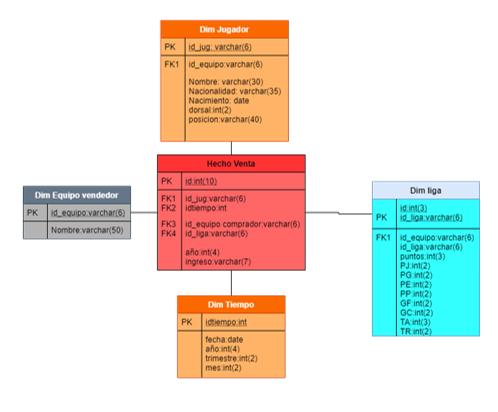 Dim Jugador
PK id_jug: varchar(6)
FK1 id_equipo:varchar(6)
Nombre: varchar(30)
Nacionalidad: varchar(35)
Nacimiento: date
dorsal:int(2)
posicion:varchar(40)
Hecho Venta
PK id:int(10)
FK1 id_jug:varchar(6)
FK2 idtiempo:int
FK3 id_equipo comprador:varchar(6)
FK4 id_liga:varchar(6)
año:int(4)
ingreso:varchar(7)
Dim Equipo vendedor
PK id_equipo:varchar(6)
Nombre:varchar(50)
Dim liga
id:int(3)
PK id_liga:varchar(6)
FK1 id_equipo:varchar(6)
id_liga:varchar(6)
puntos:int(3)
PJ:int(2)
PG:int(2)
PE:int(2)
PP:int(2)
GF:int(2)
GC:int(2)
TA:int(3)
TR:int(2)
Dim Tiempo
PK idtiempo:int
fecha:date
año:int(4)
trimestre:int(2)
mes:int(2)